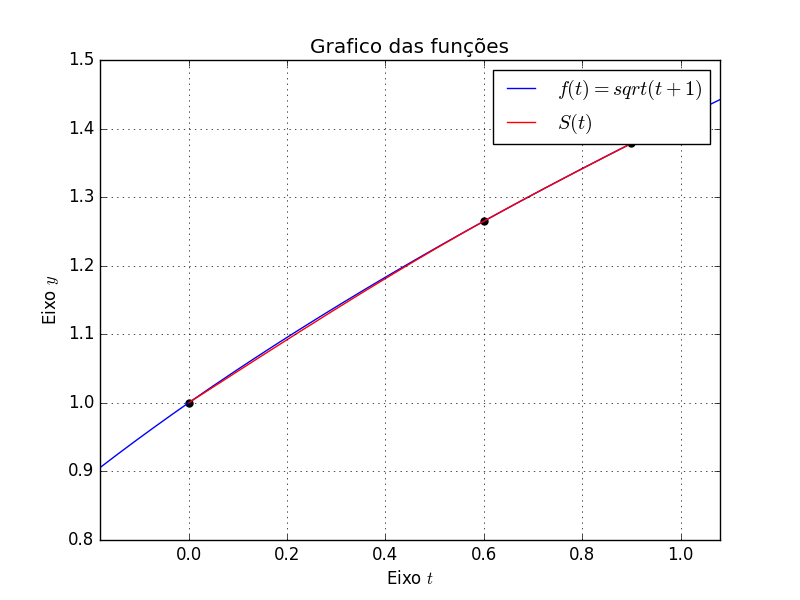 Grafico das funções
f(t) = sqrt(t + 1)
S(t)
1.5
1.4
1.3
1.2
1.1
1.0
0.9
0.8
Eixo y
0.0 0.2 0.4 0.6 0.8 1.0
Eixo t